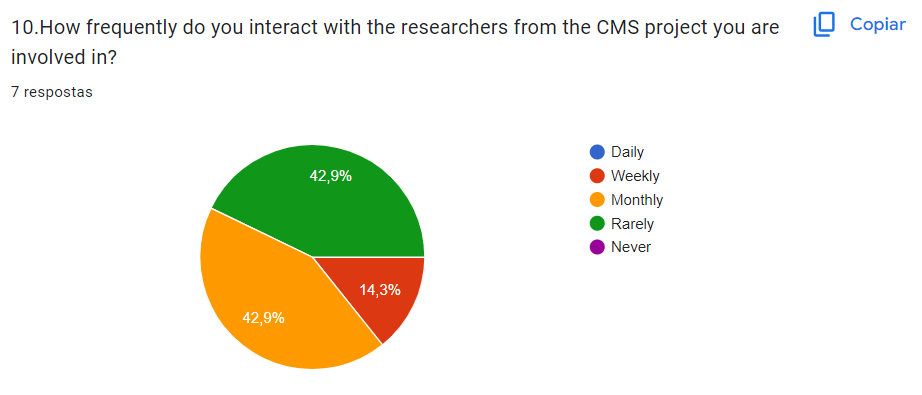 10.How frequently do you interact with the researchers from the CMS project you are
involved in?
Copiar
7 respostas
42,9%
14,3%
42,9%
Daily
Weekly
Monthly
Rarely
Never